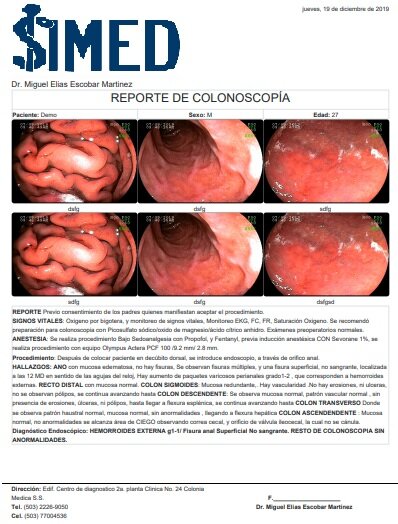 jueves, 19 de diciembre de 2019
SIMED
Dr. Miguel Elias Escobar Martinez
REPORTE DE COLONOSCOPÍA
Paciente: Demo Sexo: M Edad: 27
dsfg dsfg sdfg
sdfg dsfg dsfgsd
REPORTE Previo consentimiento de los padres quienes manifiestan aceptar el procedimiento.
SIGNOS VITALES: Oxigeno por bigotera, y monitoreo de signos vitales, Monitoreo EKG, FC, FR, Saturación Oxigeno. Se recomendó
preparación para colonoscopia con Picosulfato sódico/oxido de magnesio/ácido cítrico anhidro. Exámenes preoperatorios normales.
ANESTESIA: Se realiza procedimiento Bajo Sedoanalgesia con Propofol, y Fentanyl, previa inducción anestésica CON Sevorane 1%, se
realiza procedimiento con equipo Olympus Actera PCF 100 /9.2 mm/ 2.8 mm.
Procedimiento: Después de colocar paciente en decúbito dorsal, se introduce endoscopio, a través de orifico anal.
HALLAZGOS: ANO con mucosa edematosa, no hay fisuras, Se observan fisuras múltiples, y una fisura superficial, no sangrante, localizada
a las 12 MD en sentido de las agujas del reloj, Hay aumento de paquetes varicosos perianales grado1-2 , que corresponden a hemorroides
externas. RECTO DISTAL con mucosa normal. COLON SIGMOIDES: Mucosa redundante, . Hay vascularidad .No hay erosiones, ni ulceras,
no se observan pólipos, se continua avanzando hasta COLON DESCENDENTE: Se observa mucosa normal, patrón vascular normal , sin
presencia de erosiones, úlceras, ni pólipos, hasta llegar a flexura esplénica, se continua avanzando hasta COLON TRANSVERSO Donde
se observa patrón haustral normal, mucosa normal, sin anormalidades , llegando a flexura hepática COLON ASCENDENTE : Mucosa
normal, no anormalidades se alcanza área de CIEGO observando correa cecal, y orificio de válvula ileocecal, la cual no se cánula.
Diagnóstico Endoscópico: HEMORROIDES EXTERNA g1-1/ Fisura anal Superficial No sangrante. RESTO DE COLONOSCOPIA SIN
ANORMALIDADES.
Dirección: Edif. Centro de diagnostico 2a. planta Clinica No. 24 Colonia
Medica S.S.
F.
Tel. (503) 2226-9050
Dr. Miguel Elias Escobar Martinez
Cel. (503) 77004536